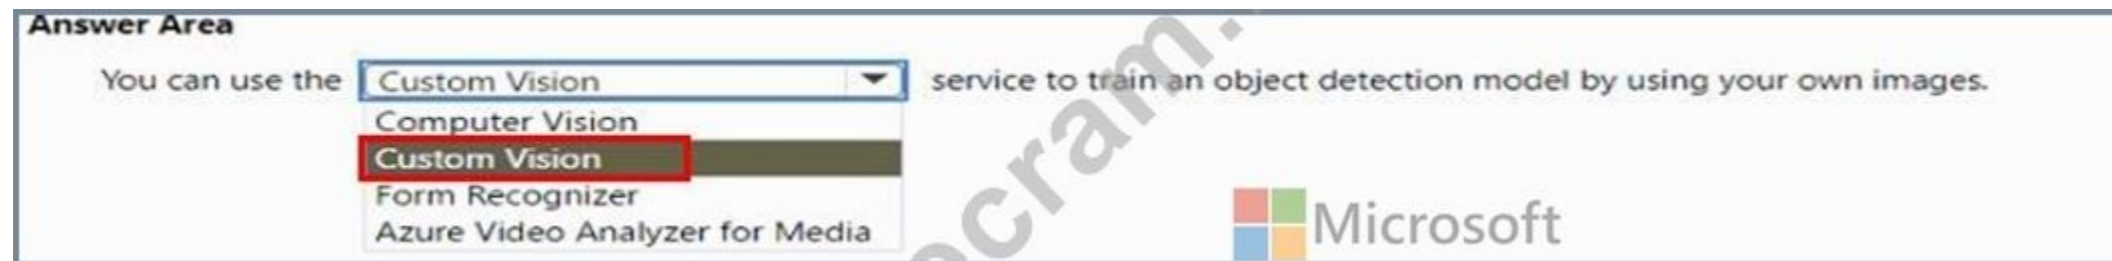 Answer Area
You can use the Custom Vision service to train an object detection model by using your own images.
Computer Vision
Custom Vision
Form Recognizer
Azure Video Analyzer for Media
Microsoft